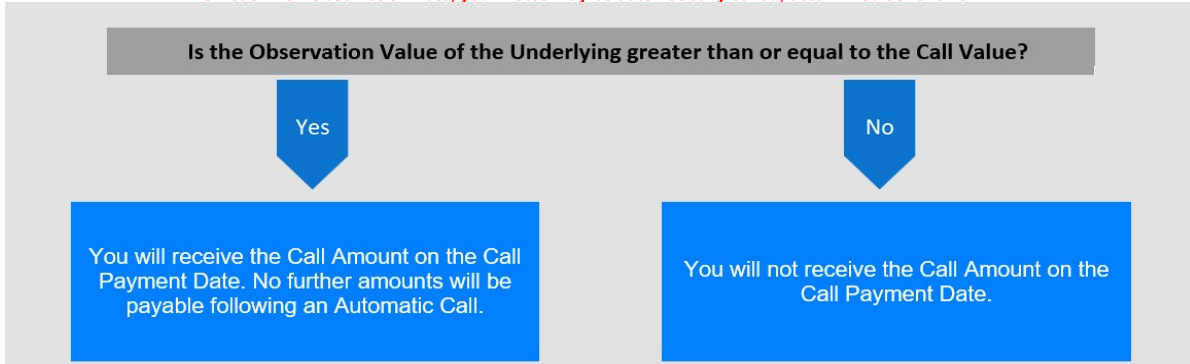 Is the Observation Value of the Underlying greater than or equal to the Call Value?
Yes
No
You will receive the Call Amount on the Call
Payment Date. No further amounts will be
payable following an Automatic Call.
You will not receive the Call Amount on the
Call Payment Date.